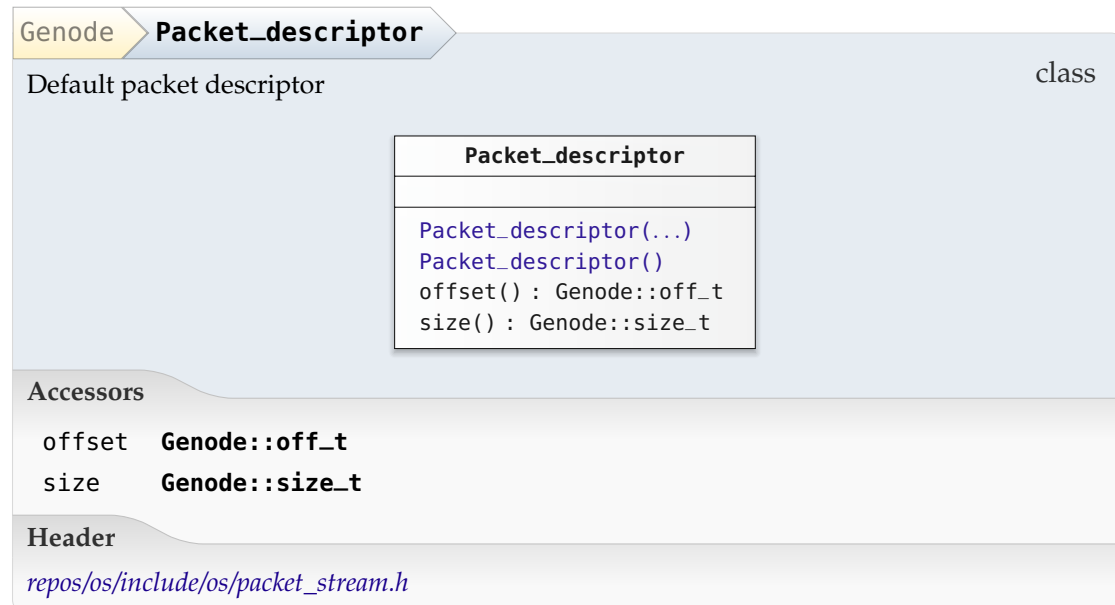 Genode Packet_descriptor
class
Default packet descriptor
Packet_descriptor
Packet_descriptor(...)
Packet_descriptor()
offset() : Genode::off_t
size() : Genode::size_t
Accessors
offset Genode::off_t
size Genode::size_t
Header
repos/os/include/os/packet_stream.h